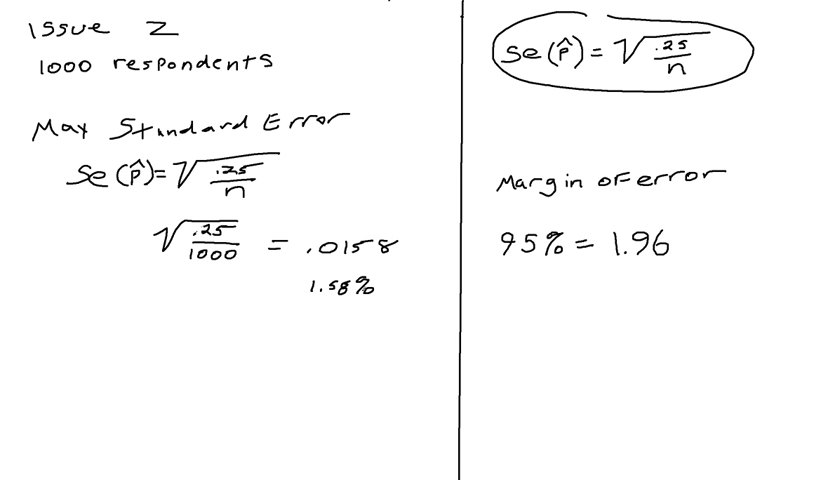 Issue Z
1000 respondents
Max Standard Error
Se(p̂)=√.25/n
√.25/1000 = .0158
1.58%
Se(p̂)=√.25/n
Margin of error
95% = 1.96